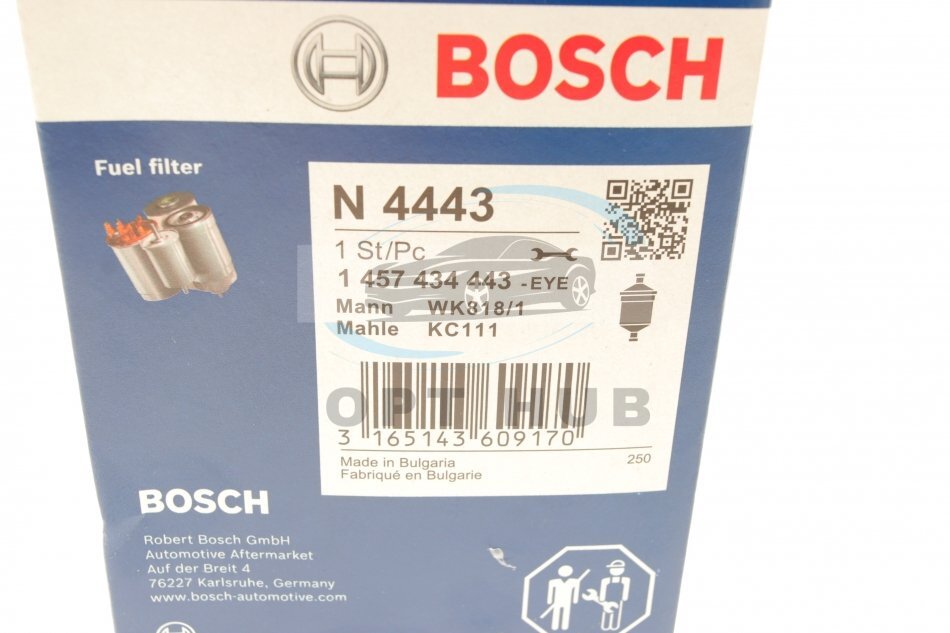 BOSCH
Fuel filter
N 4443
1 St/Pc
1 457 434 443 -EYE
Mann WK818/1
Mahle KC111
OPT HUB
3 165143 609170
Made in Bulgaria 250
Fabriqué en Bulgarie
BOSCH
Robert Bosch GmbH
Automotive Aftermarket
Auf der Breit 4
76227 Karlsruhe, Germany
www.bosch-automotive.com